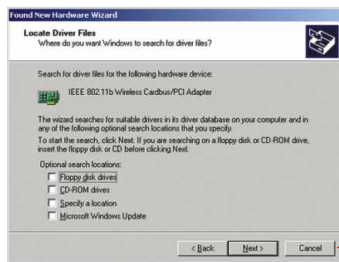 Found New Hardware Wizard
Locate Driver Files
Where do you want Windows to search for driver files?
Search for driver files for the following hardware device:
IEEE 802.11b Wireless Cardbus/PCI Adapter
The wizard searches for suitable drivers in its driver database on your computer and in
any of the following optional search locations that you specify.
To start the search, click Next. If you are searching on a floppy disk or CD-ROM drive,
insert the floppy disk or CD before clicking Next.
Optional search locations:
Floppy disk drives
CD-ROM drives
Specify a location
Microsoft Windows Update
< Back
Next >
Cancel